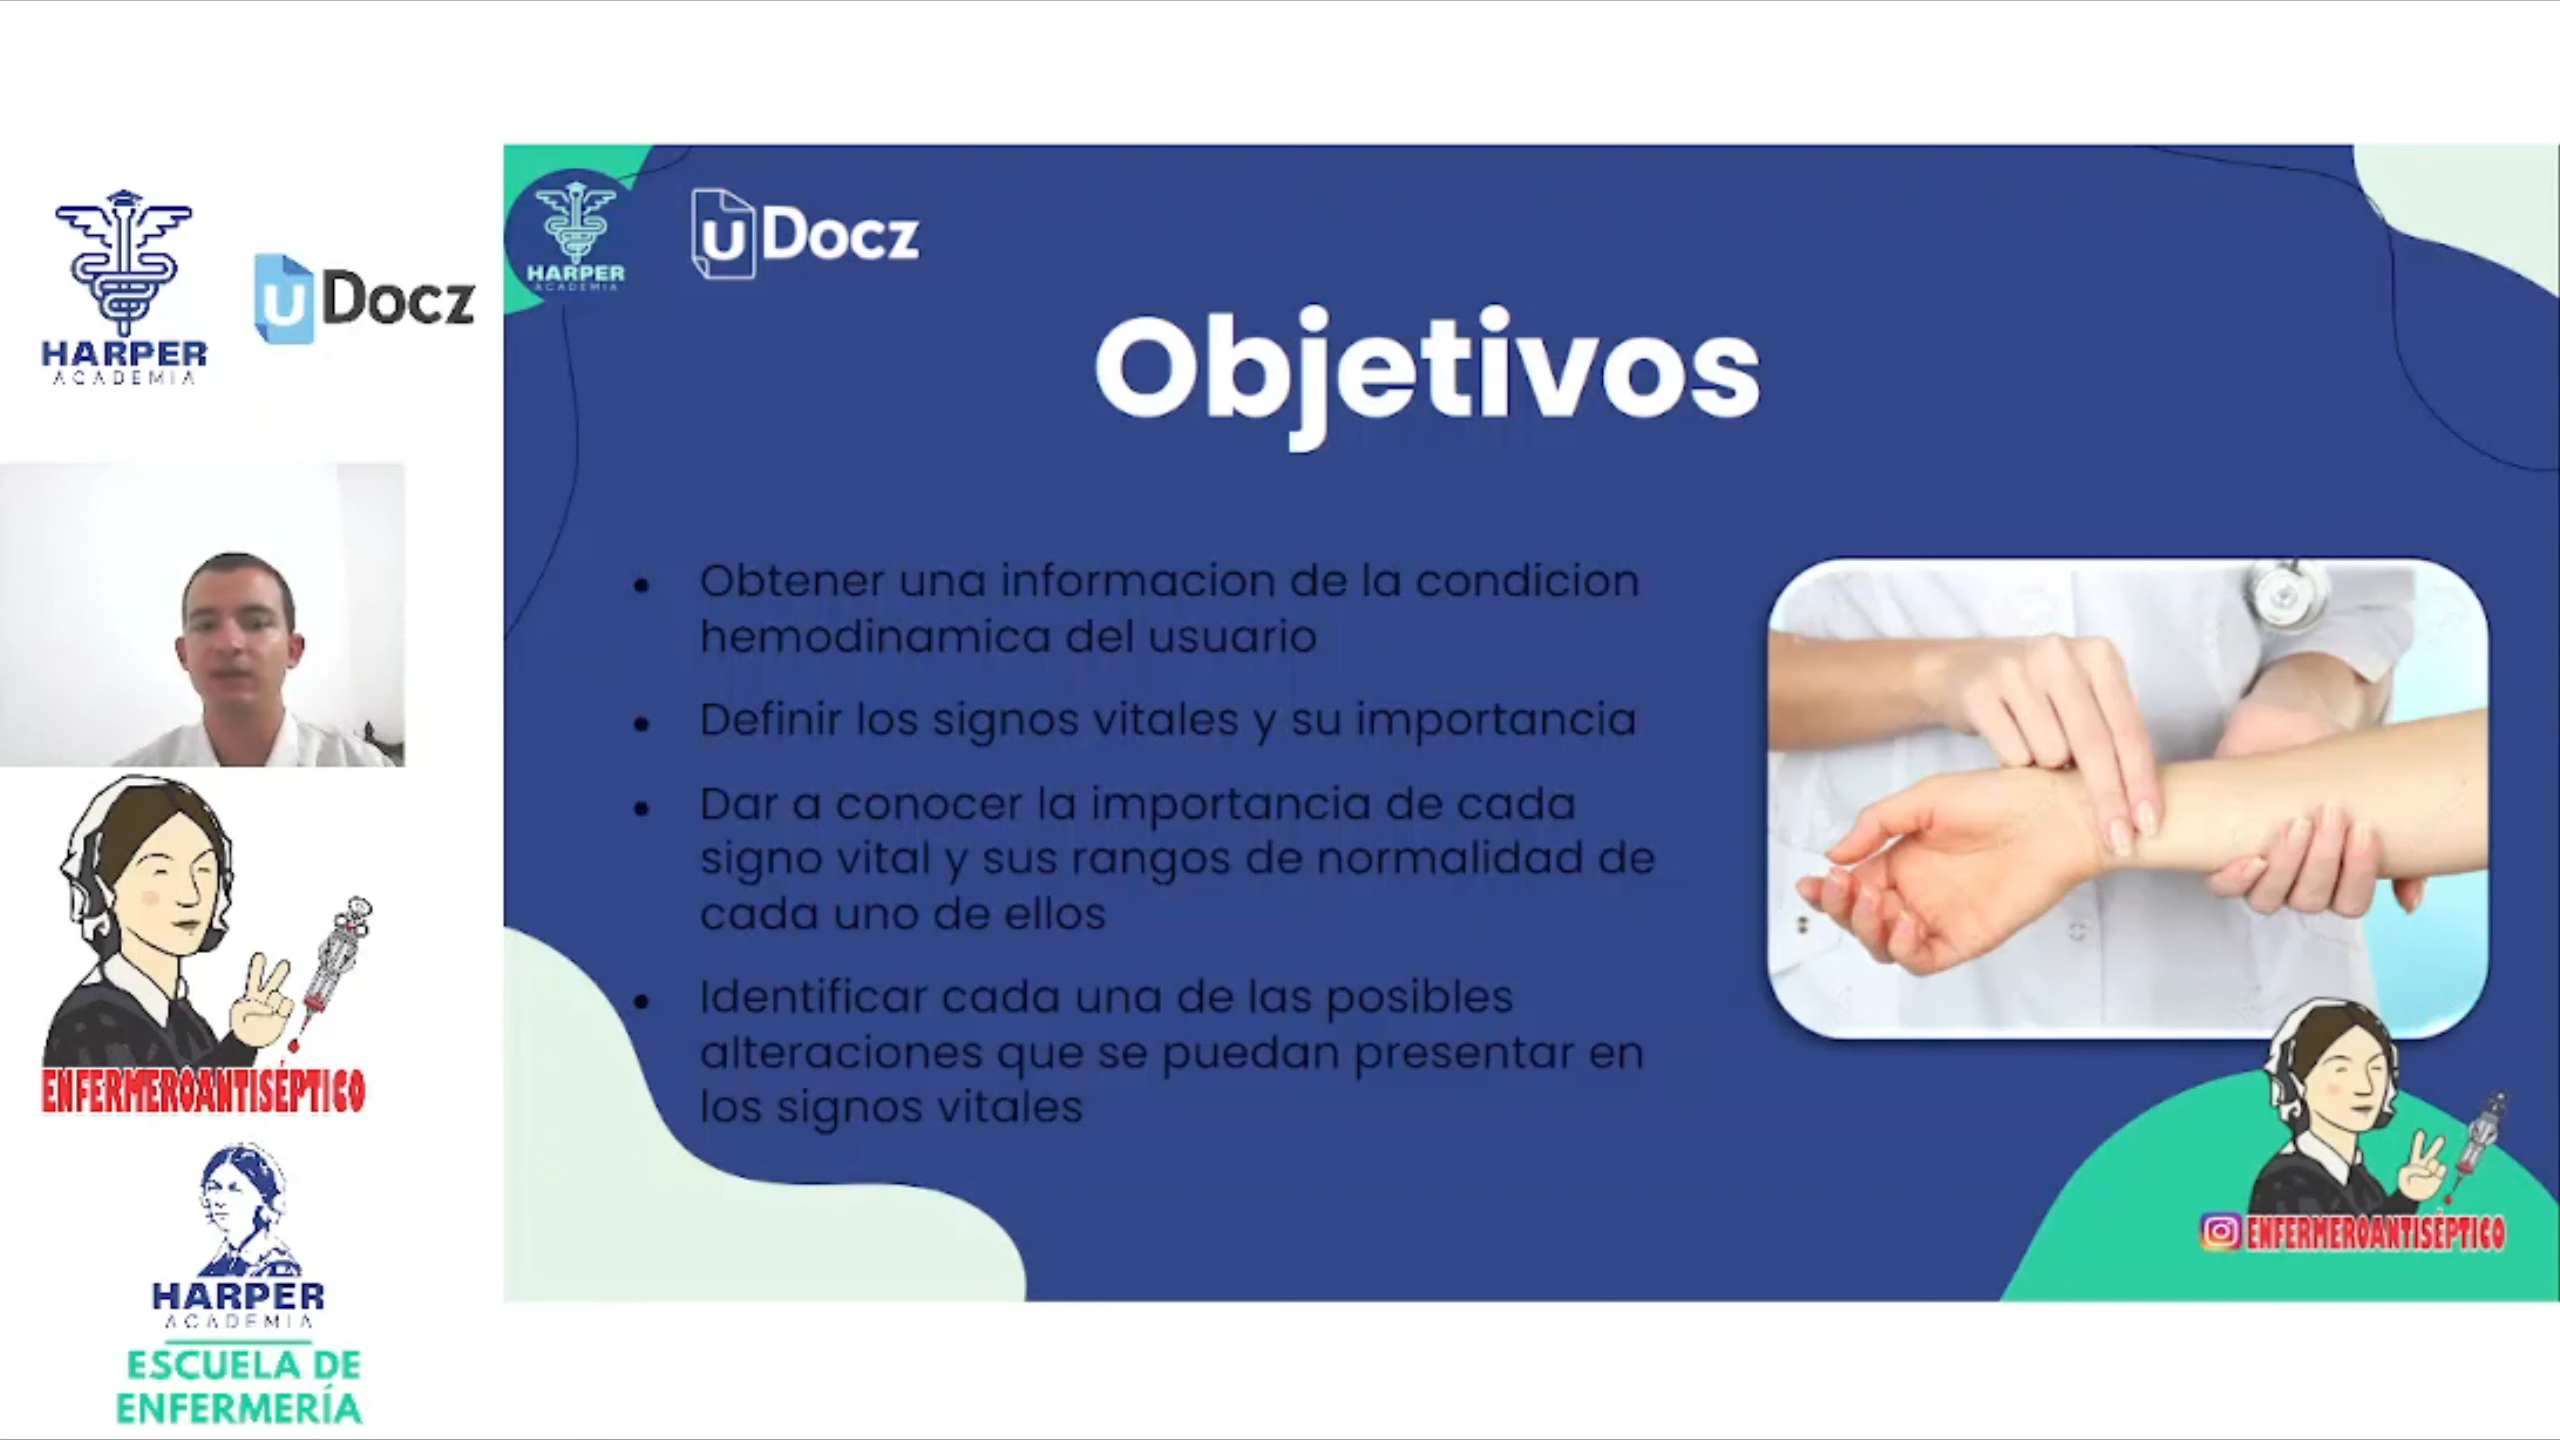 HARPER
ACADEMIA
U Docz
HARPER
ACADEMIA
U Docz
Objetivos
• Obtener una informacion de la condicion
hemodinamica del usuario
• Definir los signos vitales y su importancia
• Dar a conocer la importancia de cada
signo vital y sus rangos de normalidad de
cada uno de ellos
• Identificar cada una de las posibles
alteraciones que se puedan presentar en
los signos vitales
ENFERMEROANTISÉPTICO
ENFERMEROANTISÉPTICO
HARPER
ACADEMIA
ESCUELA DE
ENFERMERÍA